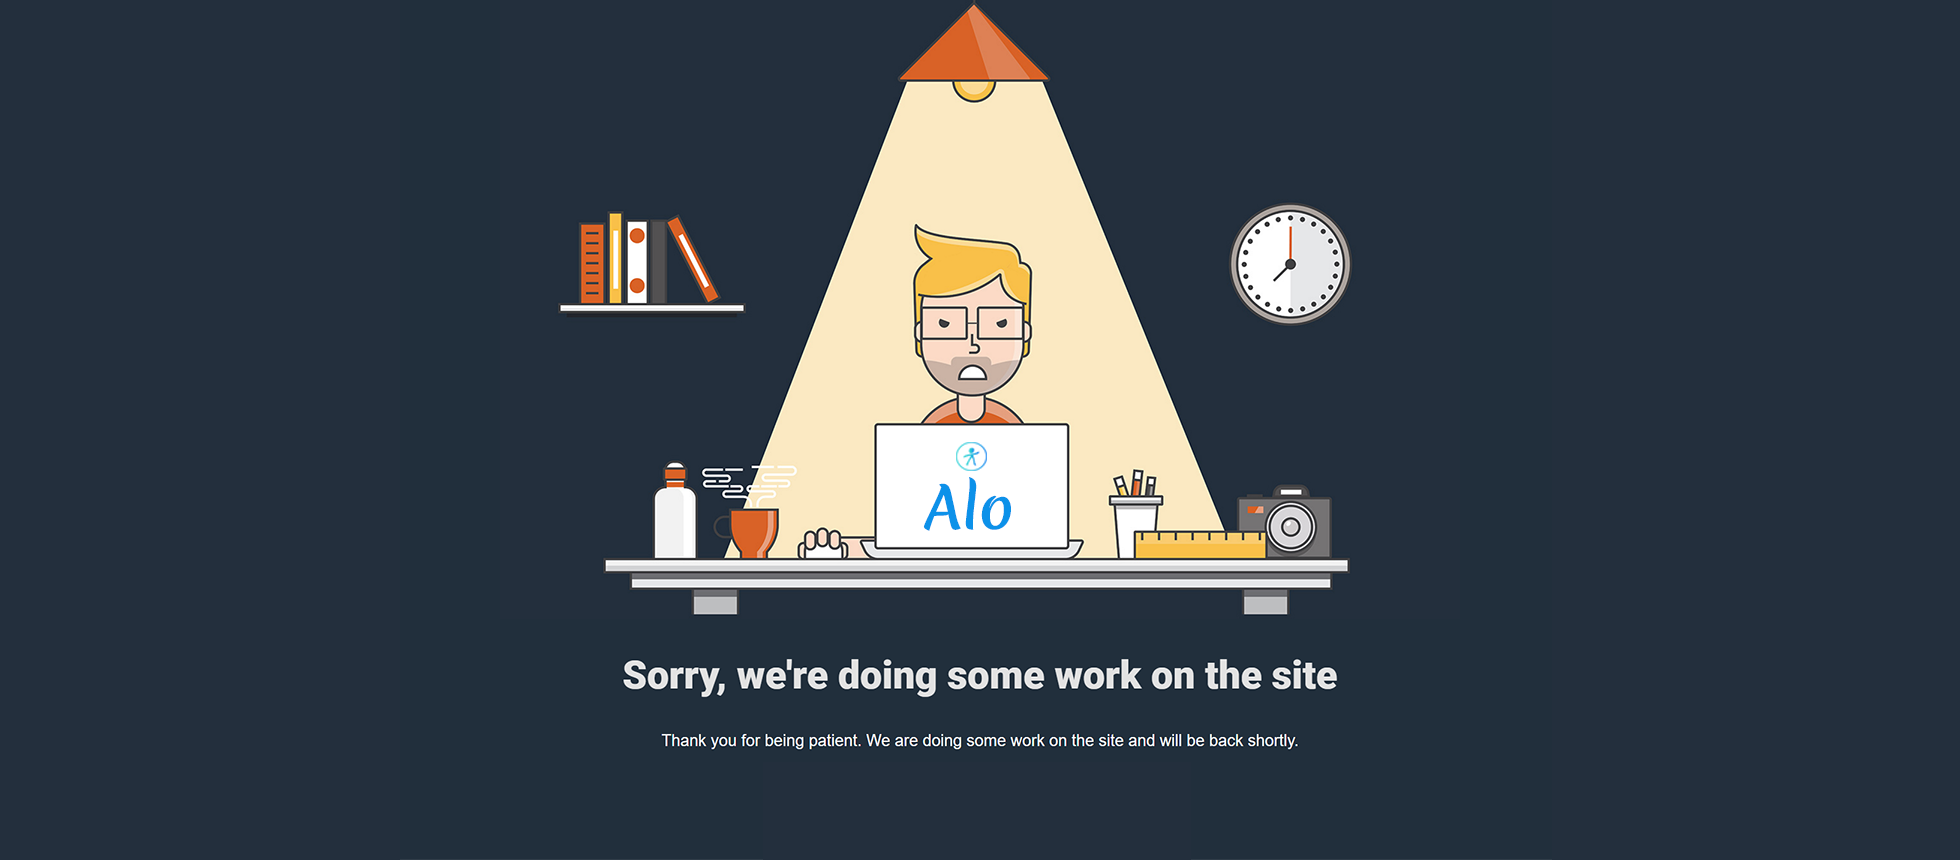 Alo
Sorry, we're doing some work on the site
Thank you for being patient. We are doing some work on the site and will be back shortly.